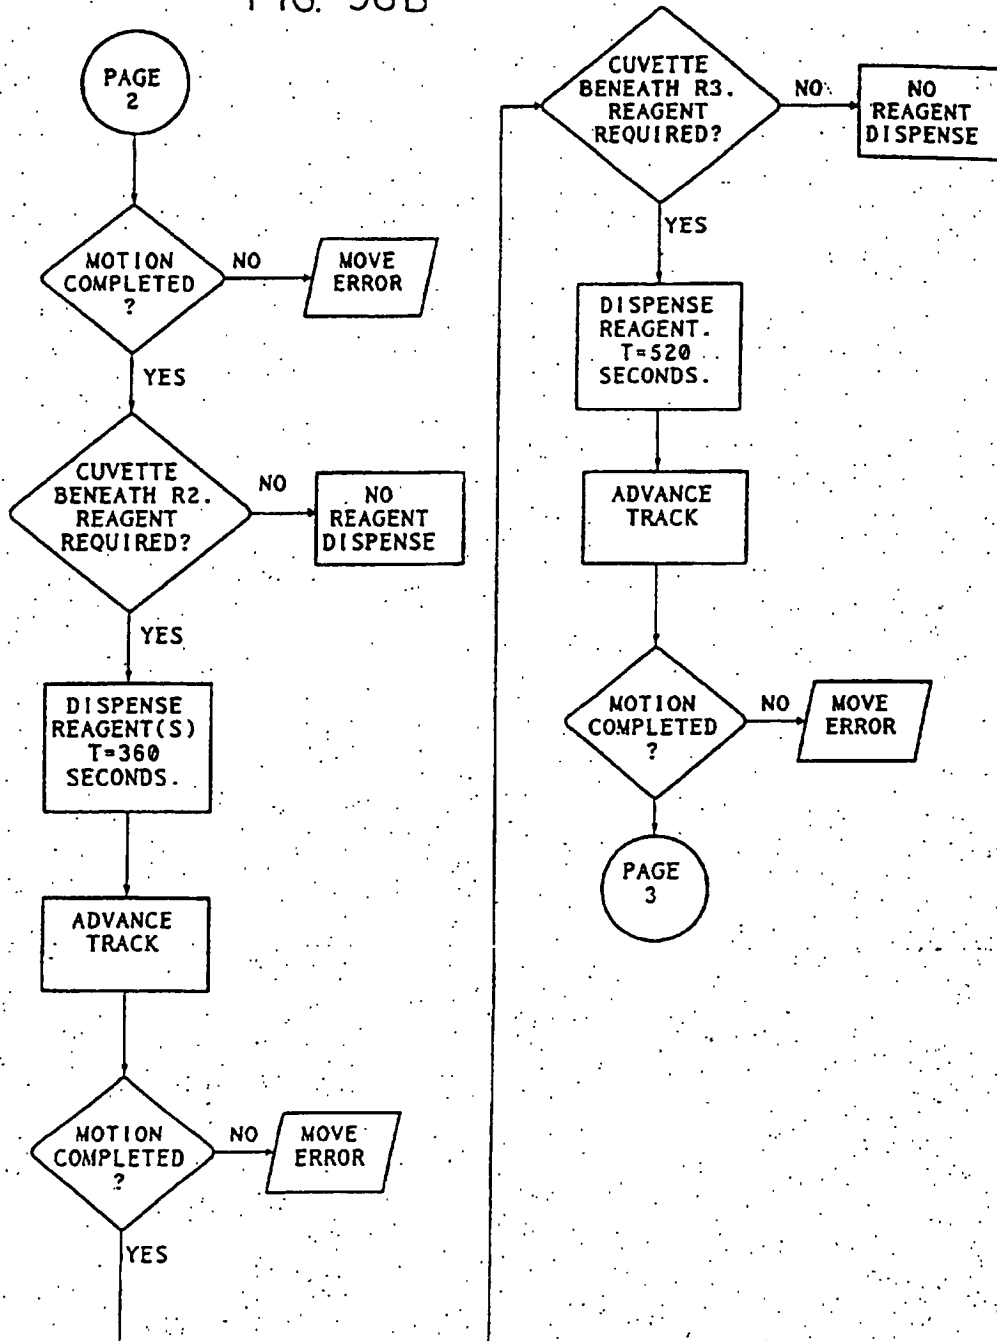 PAGE
2
MOTION
COMPLETED
?
NO
MOVE
ERROR
YES
CUVETTE
BENEATH R2.
REAGENT
REQUIRED?
NO
NO
REAGENT
DISPENSE
YES
DISPENSE
REAGENT(S)
T=360
SECONDS.
ADVANCE
TRACK
MOTION
COMPLETED
?
NO
MOVE
ERROR
YES
CUVETTE
BENEATH R3.
REAGENT
REQUIRED?
NO
NO
REAGENT
DISPENSE
YES
DISPENSE
REAGENT.
T=520
SECONDS.
ADVANCE
TRACK
MOTION
COMPLETED
?
NO
MOVE
ERROR
PAGE
3